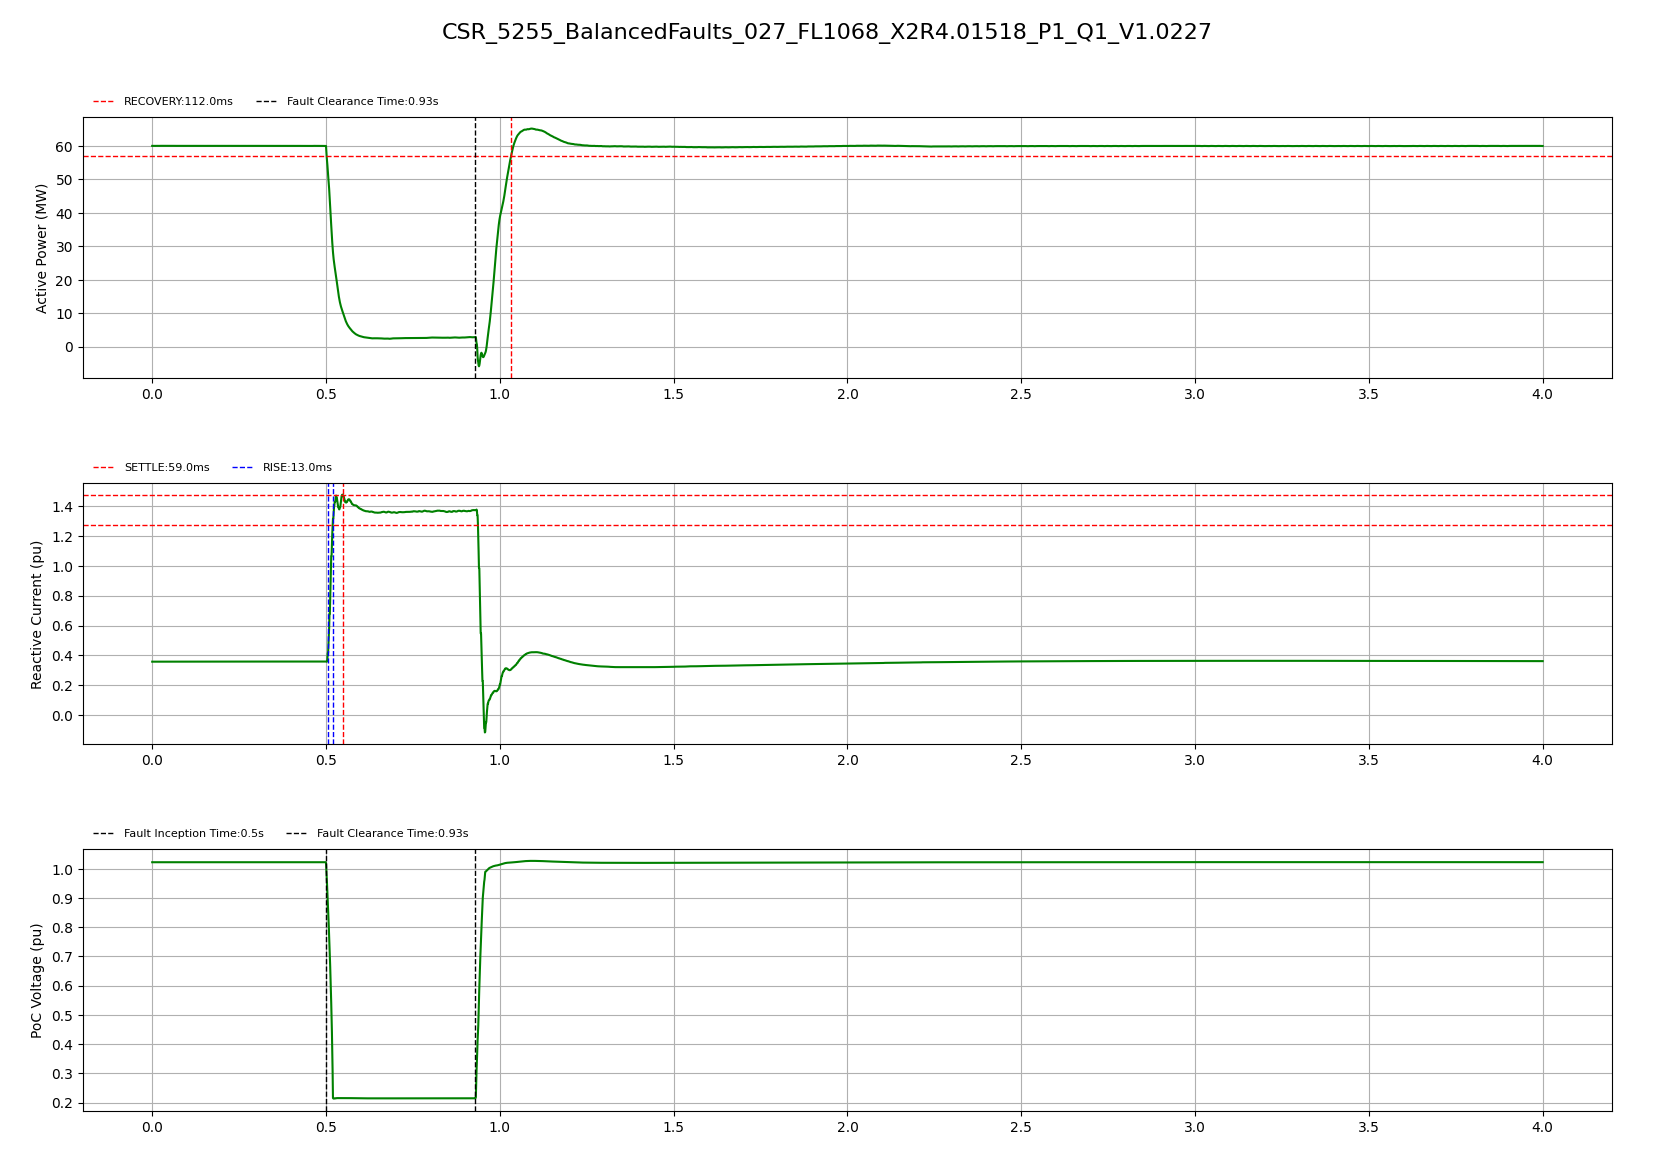 CSR_5255_BalancedFaults_027_FL1068_X2R4.01518_P1_Q1_V1.0227
RECOVERY:112.0ms Fault Clearance Time:0.93s
Active Power (MW)
60
50
40
30
20
10
0
0.0 0.5 1.0 1.5 2.0 2.5 3.0 3.5 4.0
SETTLE:59.0ms RISE:13.0ms
Reactive Current (pu)
1.4
1.2
1.0
0.8
0.6
0.4
0.2
0.0
0.0 0.5 1.0 1.5 2.0 2.5 3.0 3.5 4.0
Fault Inception Time:0.5s Fault Clearance Time:0.93s
PoC Voltage (pu)
1.0
0.9
0.8
0.7
0.6
0.5
0.4
0.3
0.2
0.0 0.5 1.0 1.5 2.0 2.5 3.0 3.5 4.0